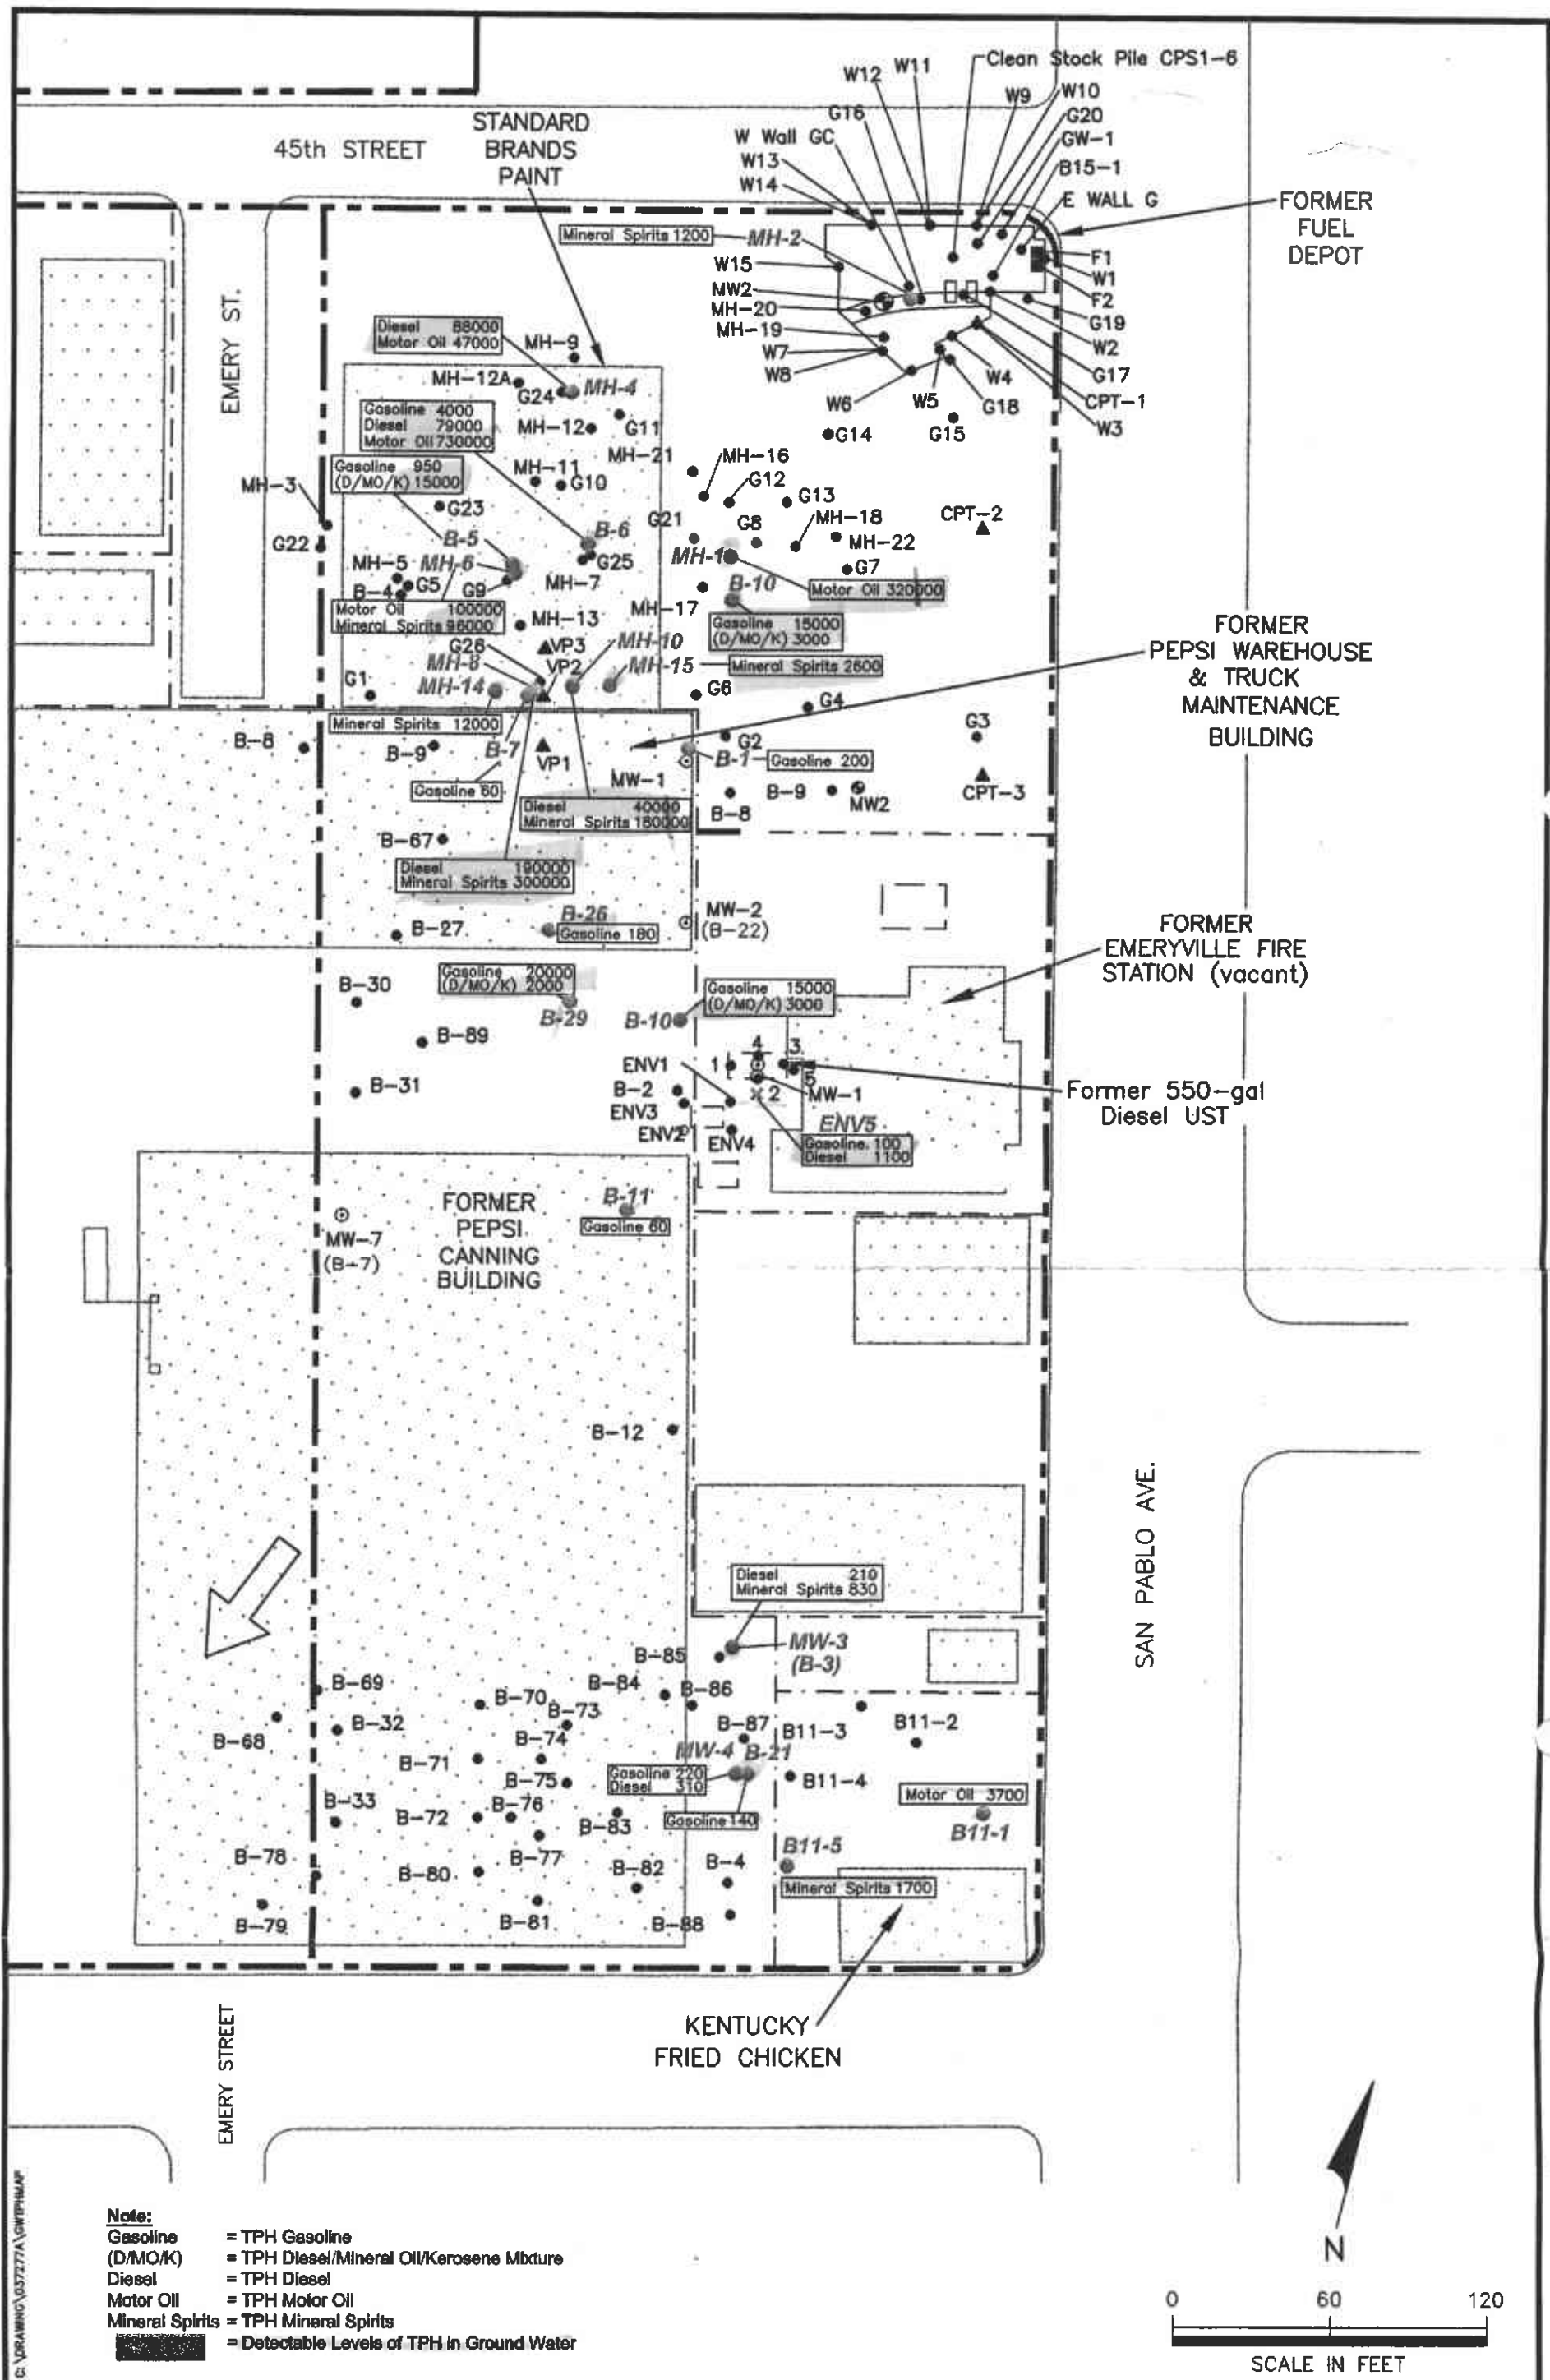 Clean Stock Pile CPS1-6
W11
W12
W9
W10
G16
G20
STANDARD
BRANDS
PAINT
45th STREET
W Wall GC
GW-1
W13
B15-1
W14
E WALL G
FORMER
FUEL
DEPOT
Mineral Spirits 1200
MH-2
W15
F1
W1
F2
MW2
MH-20
G19
MH-19
W7
W8
W2
W4
G17
W6
W5
G18
CPT-1
W3
EMERY ST.
Diesel 88000
Motor Oil 47000
MH-9
MH-12A
G24
MH-4
Gasoline 4000
Diesel 79000
Motor Oil 730000
MH-12
G11
G14
G15
MH-21
Gasoline 950
(D/MO/K) 15000
MH-11
G10
MH-16
G12
G13
MH-3
G23
G21
G8
MH-18
CPT-2
B-5
B-6
G22
MH-1
MH-22
MH-5
MH-6
G25
G7
B-4
G5
G9
MH-7
B-10
Motor Oil 320000
Motor Oil 100000
Mineral Spirits 96000
MH-17
MH-13
Gasoline 15000
(D/MO/K) 3000
FORMER
PEPSI WAREHOUSE
& TRUCK
MAINTENANCE
BUILDING
G26
VP3
MH-10
MH-8
VP2
MH-15
Mineral Spirits 2600
G1
MH-14
G6
G4
Mineral Spirits 12000
G3
B-8
B-9
B-7
VP1
G2
B-1
Gasoline 200
Gasoline 60
MW-1
B-8
B-9
MW2
CPT-3
Diesel 40000
Mineral Spirits 180000
B-67
Diesel 190000
Mineral Spirits 300000
B-26
MW-2
(B-22)
B-27
Gasoline 180
FORMER
EMERYVILLE FIRE
STATION (vacant)
Gasoline 20000
(D/MO/K) 2000
B-30
Gasoline 15000
(D/MO/K) 3000
B-29
B-10
B-89
ENV1
1
4
3
5
B-31
B-2
2
MW-1
Former 550-gal
Diesel UST
ENV3
ENV2
ENV4
ENV5
Gasoline 100
Diesel 1100
FORMER
PEPSI
CANNING
BUILDING
B-11
Gasoline 60
MW-7
(B-7)
B-12
SAN PABLO AVE.
Diesel 210
Mineral Spirits 830
MW-3
(B-3)
B-85
B-69
B-84
B-86
B-70
B-73
B-68
B-32
B-87
B11-3
B11-2
B-74
MW-4
B-21
B-71
B-75
Gasoline 220
Diesel 310
B11-4
B-33
B-72
B-76
Gasoline 140
Motor Oil 3700
B-83
B11-1
B-78
B-77
B11-5
B-80
B-82
B-4
Mineral Spirits 1700
B-79
B-81
B-88
KENTUCKY
FRIED CHICKEN
EMERY STREET
N
0 60 120
SCALE IN FEET
Note:
Gasoline = TPH Gasoline
(D/MO/K) = TPH Diesel/Mineral Oil/Kerosene Mixture
Diesel = TPH Diesel
Motor Oil = TPH Motor Oil
Mineral Spirits = TPH Mineral Spirits
= Detectable Levels of TPH in Ground Water
C:\DRAWING\037277A\GWTPHMAP